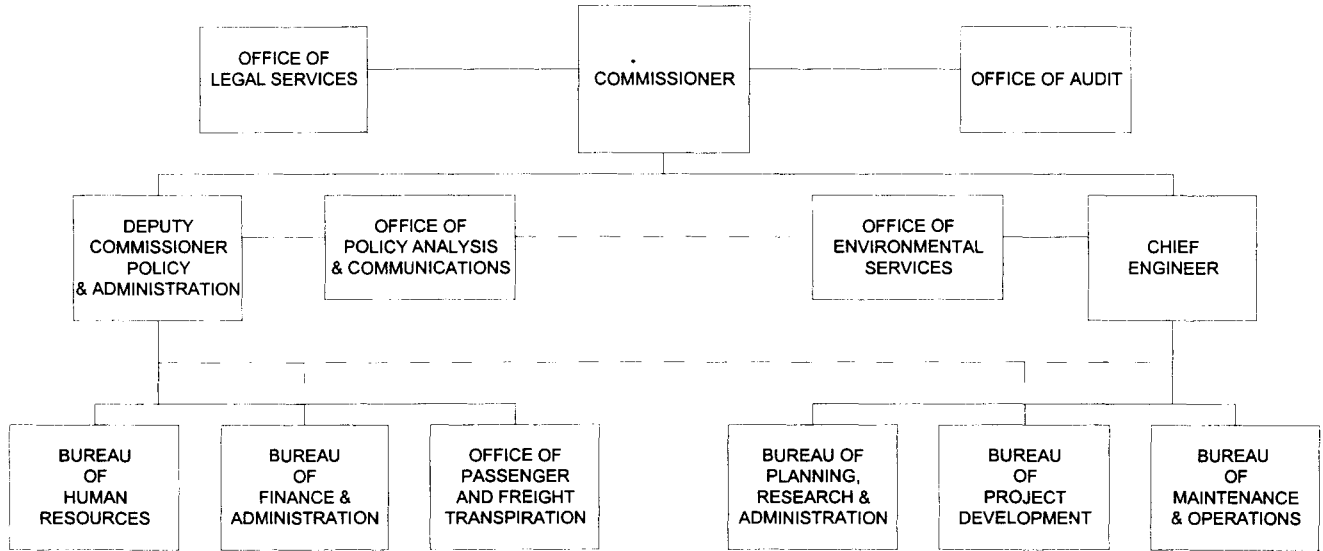 OFFICE OF
LEGAL SERVICES
COMMISSIONER
OFFICE OF AUDIT
DEPUTY
COMMISSIONER
POLICY
& ADMINISTRATION
OFFICE OF
POLICY ANALYSIS
& COMMUNICATIONS
OFFICE OF
ENVIRONMENTAL
SERVICES
CHIEF
ENGINEER
BUREAU
OF
HUMAN
RESOURCES
BUREAU
OF
FINANCE &
ADMINISTRATION
OFFICE OF
PASSENGER
AND FREIGHT
TRANSPIRATION
BUREAU OF
PLANNING,
RESEARCH &
ADMINISTRATION
BUREAU
OF
PROJECT
DEVELOPMENT
BUREAU
OF
MAINTENANCE
& OPERATIONS